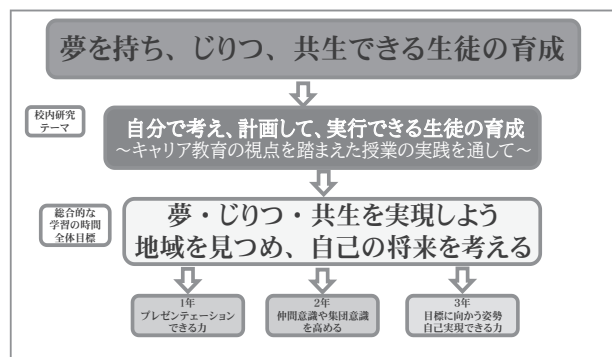 夢を持ち、じりつ、共生できる生徒の育成
校内研究
テーマ
自分で考え、計画して、実行できる生徒の育成
～キャリア教育の視点を踏まえた授業の実践を通して～
総合的な
学習の時間
全体目標
夢・じりつ・共生を実現しよう
地域を見つめ、自己の将来を考える
1年
プレゼンテェーション
できる力
2年
仲間意識や集団意識
を高める
3年
目標に向かう姿勢
自己実現できる力